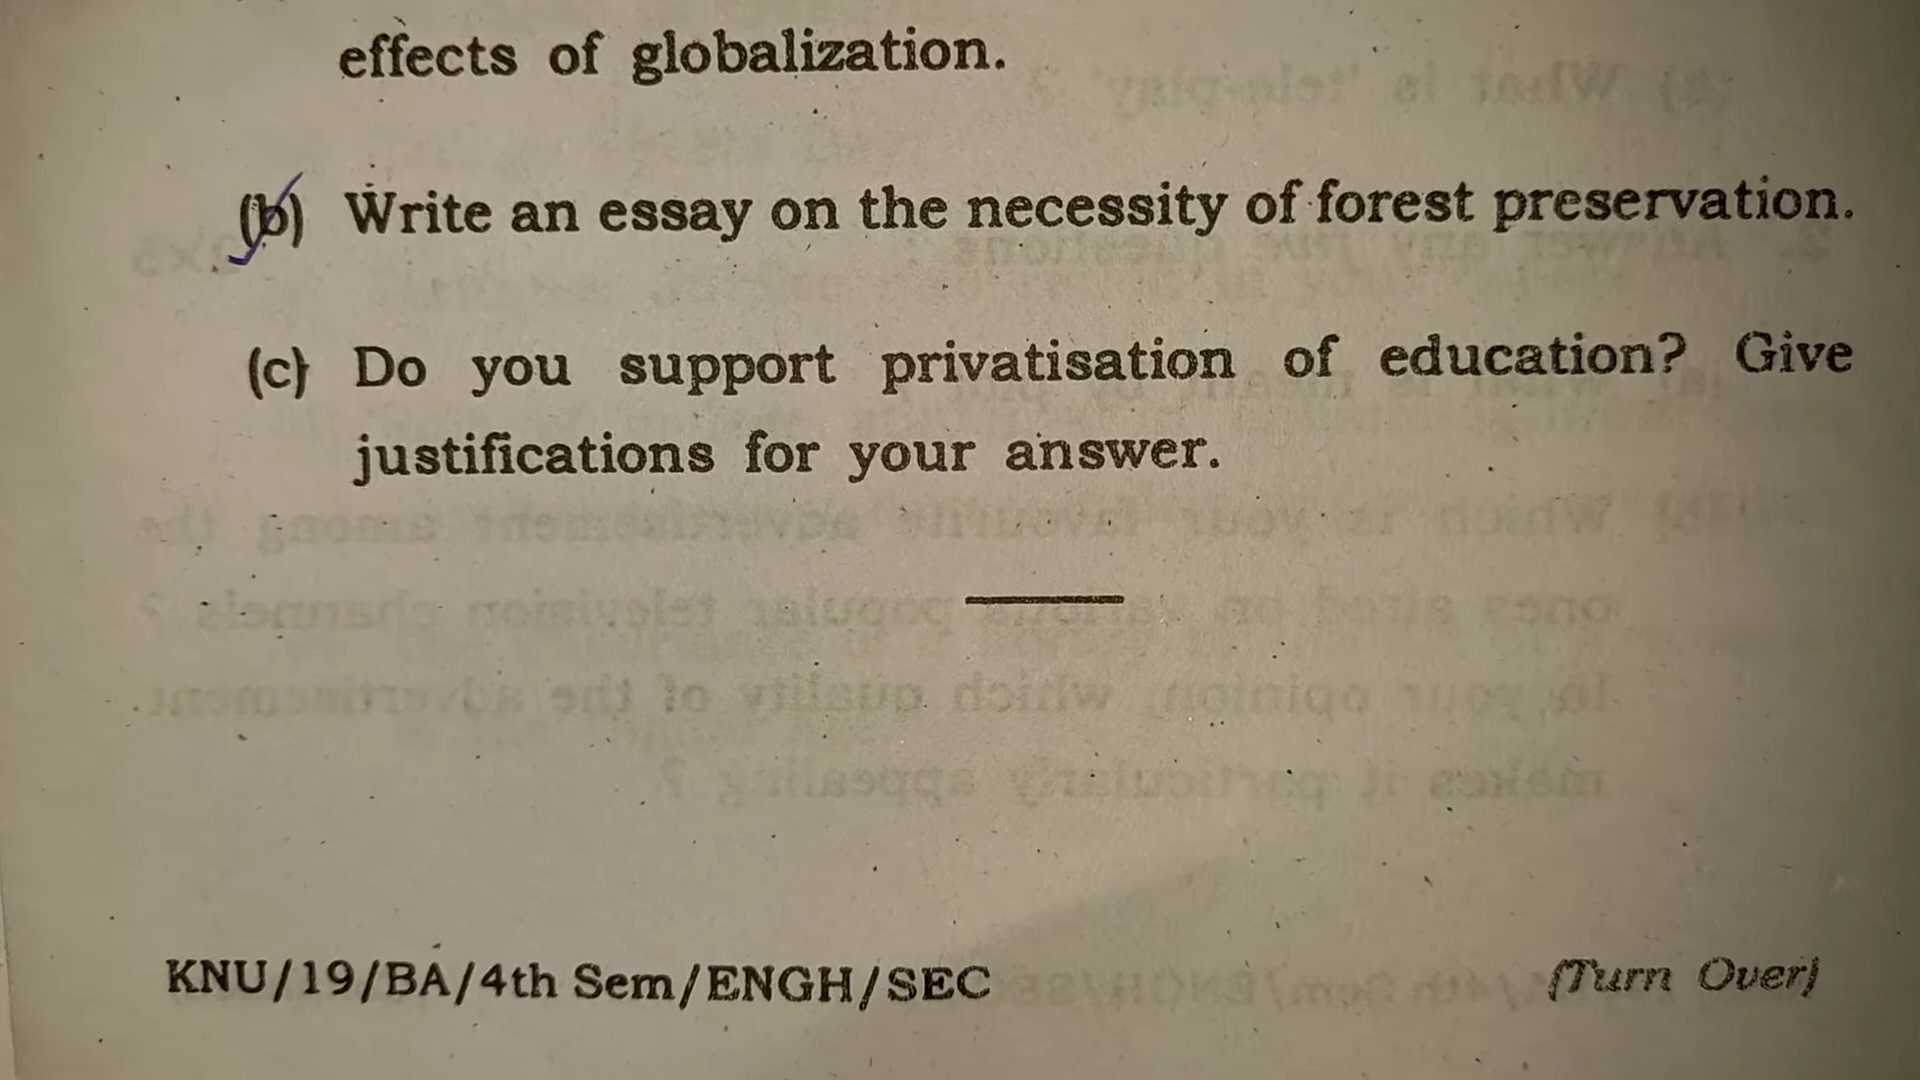 effects of globalization.
(b) Write an essay on the necessity of forest preservation.
(c) Do you support privatisation of education? Give
justifications for your answer.
KNU/19/BA/4th Sem/ENGH/SEC (Turn Over)